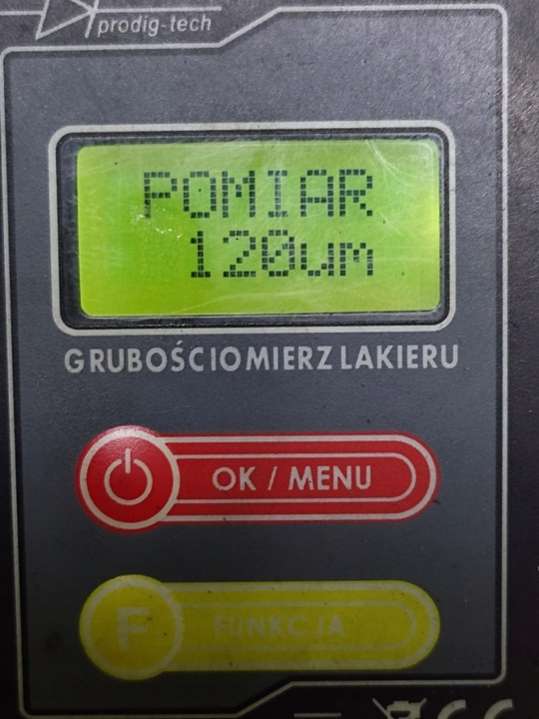 prodig-tech
POMIAR
120um
GRUBOŚCIOMIERZ LAKIERU
OK / MENU
F FUNKCJA